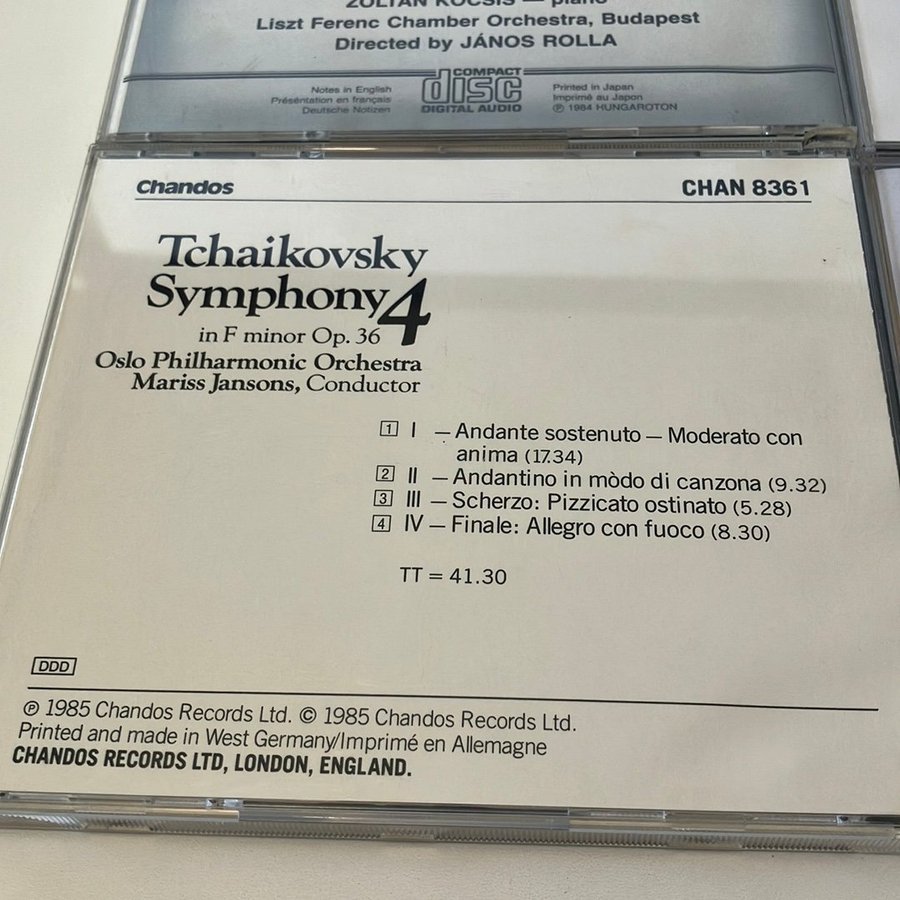 ZOLTÁN KOCSIS — piano
Liszt Ferenc Chamber Orchestra, Budapest
Directed by JÁNOS ROLLA
Notes in English
Présentation en français
Deutsche Notizen
COMPACT
disc
DIGITAL AUDIO
Printed in Japan
Imprimé au Japon
℗ 1984 HUNGAROTON
Chandos
CHAN 8361
Tchaikovsky
Symphony 4
in F minor Op. 36
Oslo Philharmonic Orchestra
Mariss Jansons, Conductor
1 I – Andante sostenuto – Moderato con
anima (17.34)
2 II – Andantino in mòdo di canzona (9.32)
3 III – Scherzo: Pizzicato ostinato (5.28)
4 IV – Finale: Allegro con fuoco (8.30)
TT = 41.30
DDD
℗ 1985 Chandos Records Ltd. © 1985 Chandos Records Ltd.
Printed and made in West Germany/Imprimé en Allemagne
CHANDOS RECORDS LTD, LONDON, ENGLAND.